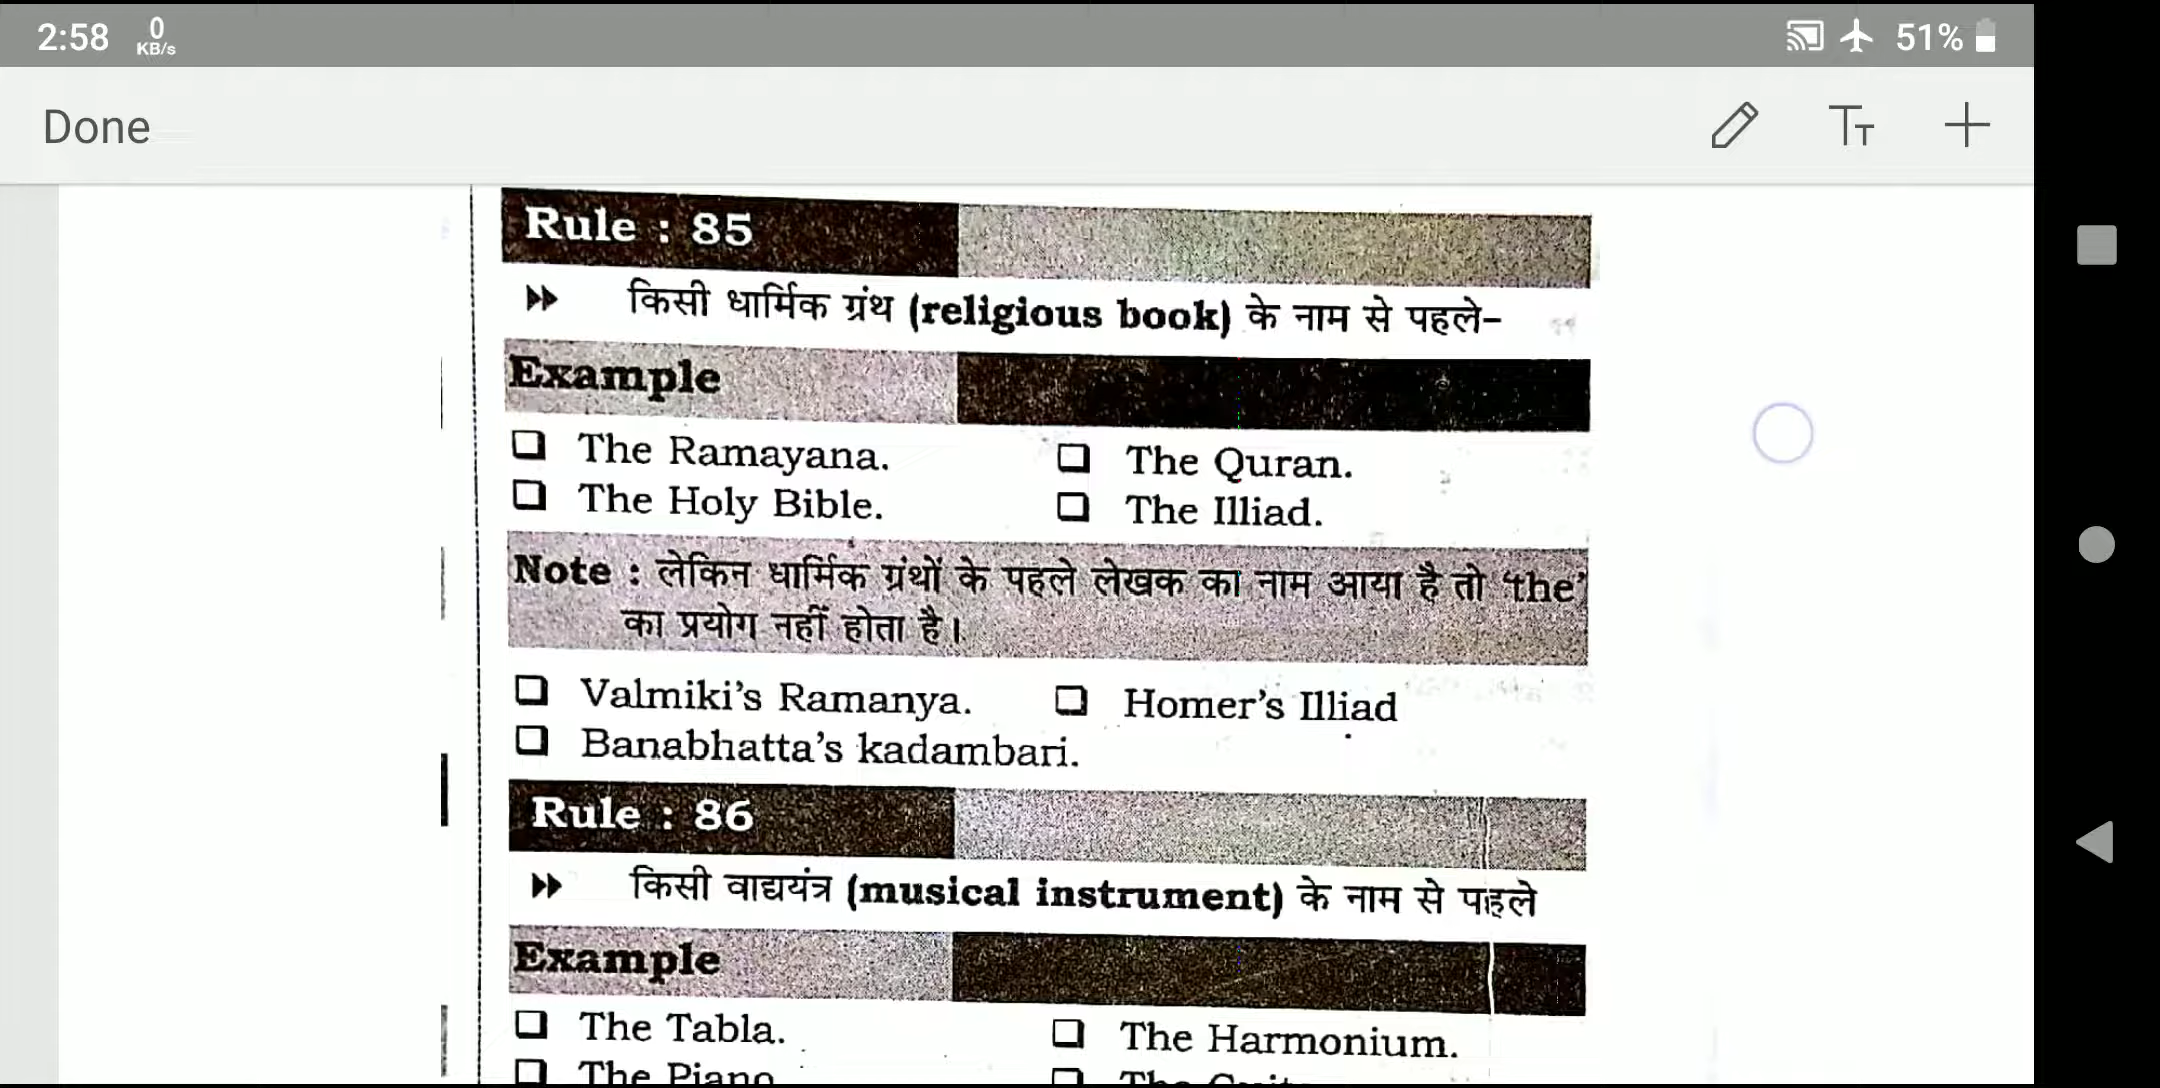 2:58 0 KB/s 51%
Done
Rule : 85
किसी धार्मिक ग्रंथ (religious book) के नाम से पहले–
Example
❑ The Ramayana. ❑ The Quran.
❑ The Holy Bible. ❑ The Illiad.
Note : लेकिन धार्मिक ग्रंथों के पहले लेखक का नाम आया है तो ‘the’
का प्रयोग नहीं होता है।
❑ Valmiki’s Ramanya. ❑ Homer’s Illiad
❑ Banabhatta’s kadambari.
Rule : 86
किसी वाद्ययंत्र (musical instrument) के नाम से पहले
Example
❑ The Tabla. ❑ The Harmonium.
❑ The Piano ❑ The